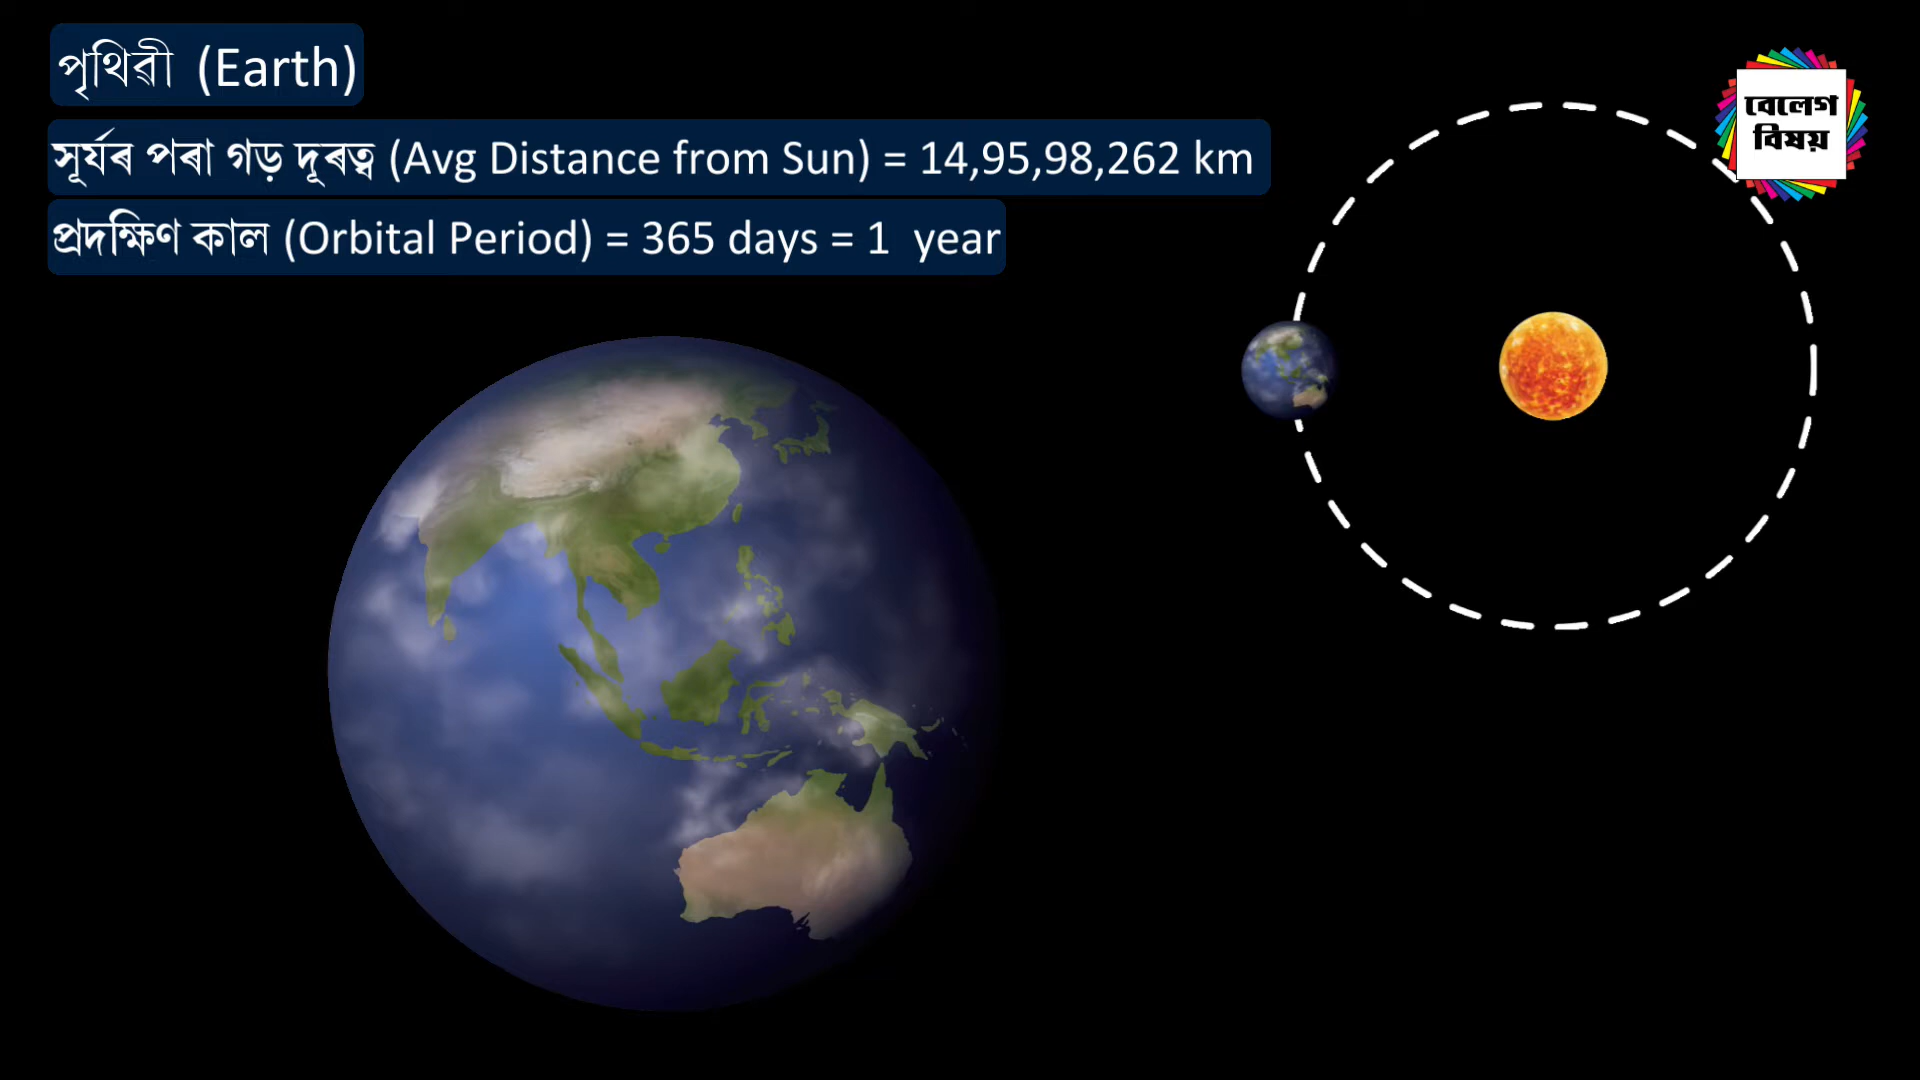 পৃথিৱী (Earth)
সূৰ্যৰ পৰা গড় দূৰত্ব (Avg Distance from Sun) = 14,95,98,262 km
প্ৰদক্ষিণ কাল (Orbital Period) = 365 days = 1 year
বেলেগ
বিষয়